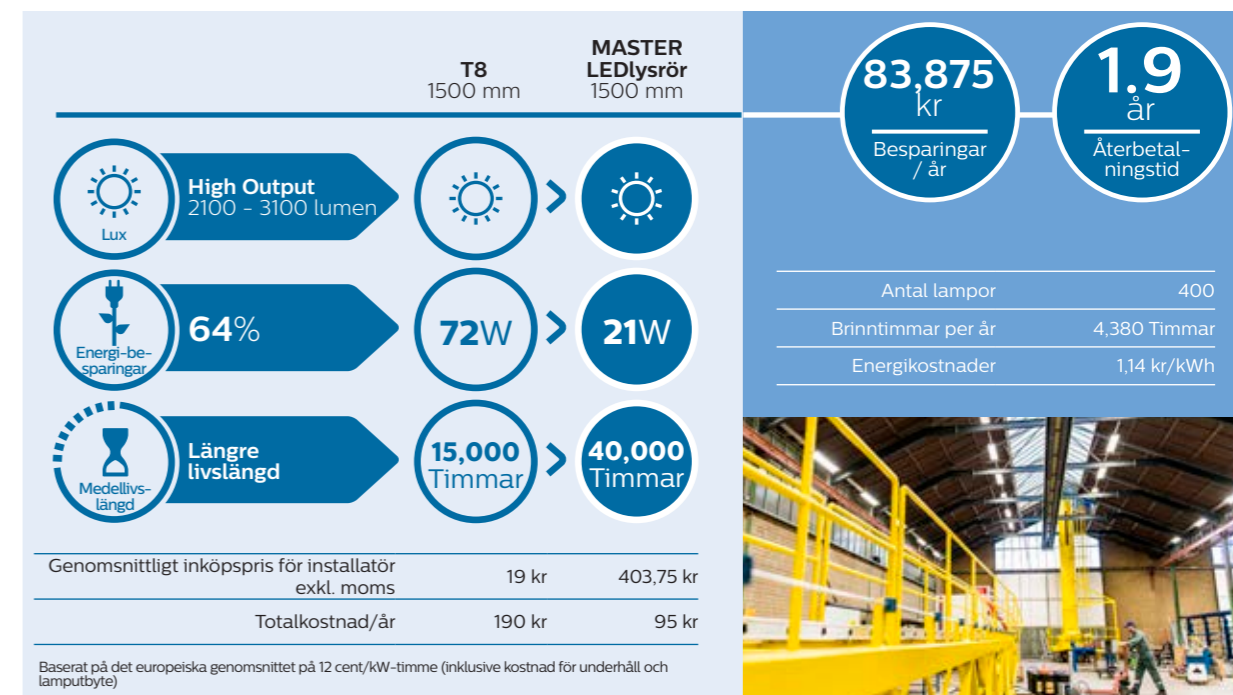 T8
1500 mm
MASTER
LEDlysrör
1500 mm
83,875
kr
Besparingar
/ år
1.9
år
Återbetal-
ningstid
Lux
High Output
2100 - 3100 lumen
Energi-be-
sparingar
64%
72W
21W
Medellivs-
längd
Längre
livslängd
15,000
Timmar
40,000
Timmar
Antal lampor 400
Brinntimmar per år 4,380 Timmar
Energikostnader 1,14 kr/kWh
Genomsnittligt inköpspris för installatör
exkl. moms 19 kr 403,75 kr
Totalkostnad/år 190 kr 95 kr
Baserat på det europeiska genomsnittet på 12 cent/kW-timme (inklusive kostnad för underhåll och
lamputbyte)